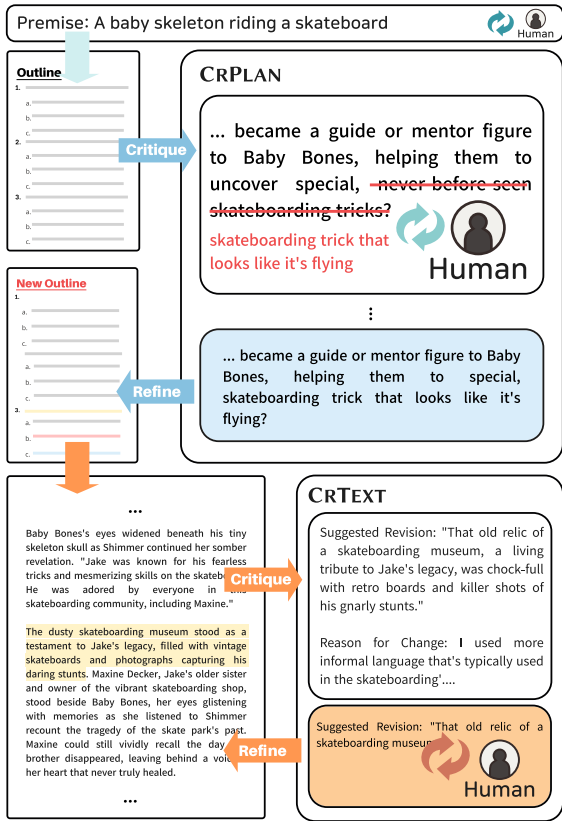 Premise: A baby skeleton riding a skateboard
Human
Outline
1.
a.
b.
c.
2.
a.
b.
c.
3.
a.
b.
c.
Critique
CRPLAN
... became a guide or mentor figure
to Baby Bones, helping them to
uncover special, never before seen
skateboarding tricks?
skateboarding trick that
looks like it's flying
Human
⋮
... became a guide or mentor figure to Baby
Bones, helping them to special,
skateboarding trick that looks like it's
flying?
Refine
New Outline
1.
a.
b.
c.
a.
b.
c.
3.
a.
b.
c.
...
Baby Bones's eyes widened beneath his tiny
skeleton skull as Shimmer continued her somber
revelation. "Jake was known for his fearless
tricks and mesmerizing skills on the skateb
He was adored by everyone in
skateboarding community, including Maxine."
The dusty skateboarding museum stood as a
testament to Jake's legacy, filled with vintage
skateboards and photographs capturing his
daring stunts. Maxine Decker, Jake's older sister
and owner of the vibrant skateboarding shop,
stood beside Baby Bones, her eyes glistening
with memories as she listened to Shimmer
recount the tragedy of the skate park's past.
Maxine could still vividly recall the day
brother disappeared, leaving behind a
her heart that never truly healed.
...
Critique
Refine
CRTEXT
Suggested Revision: "That old relic of
a skateboarding museum, a living
tribute to Jake's legacy, was chock-full
with retro boards and killer shots of
his gnarly stunts."
Reason for Change: I used more
informal language that's typically used
in the skateboarding'....
Suggested Revision: "That old relic of a
skateboarding museum
Human